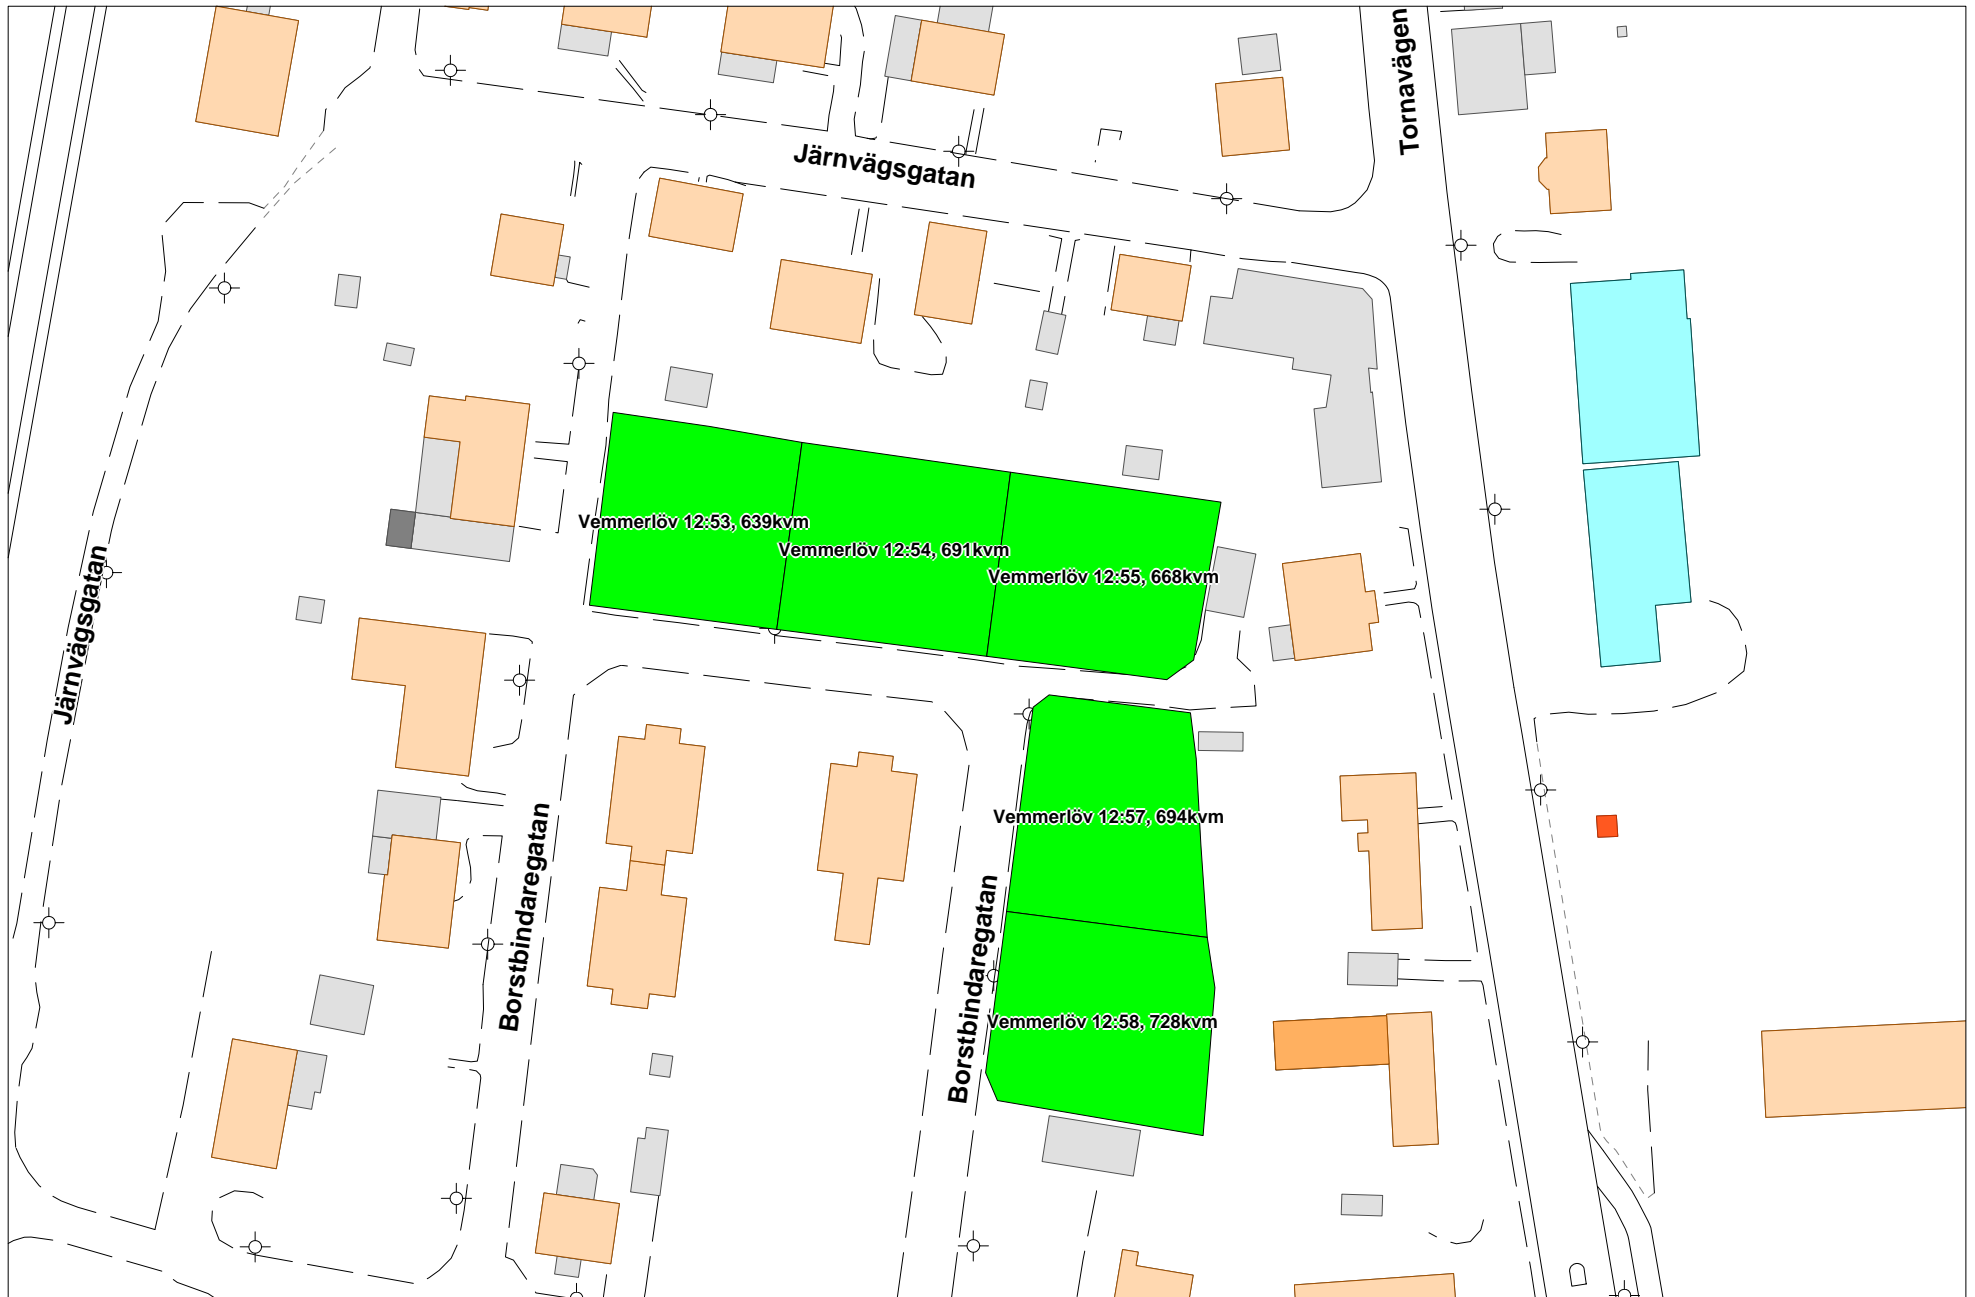 Tornavägen
Järnvägsgatan
Vemmerlöv 12:53, 639kvm
Vemmerlöv 12:54, 691kvm
Vemmerlöv 12:55, 668kvm
Järnvägsgatan
Vemmerlöv 12:57, 694kvm
Borstbindaregatan
Borstbindaregatan
Vemmerlöv 12:58, 728kvm